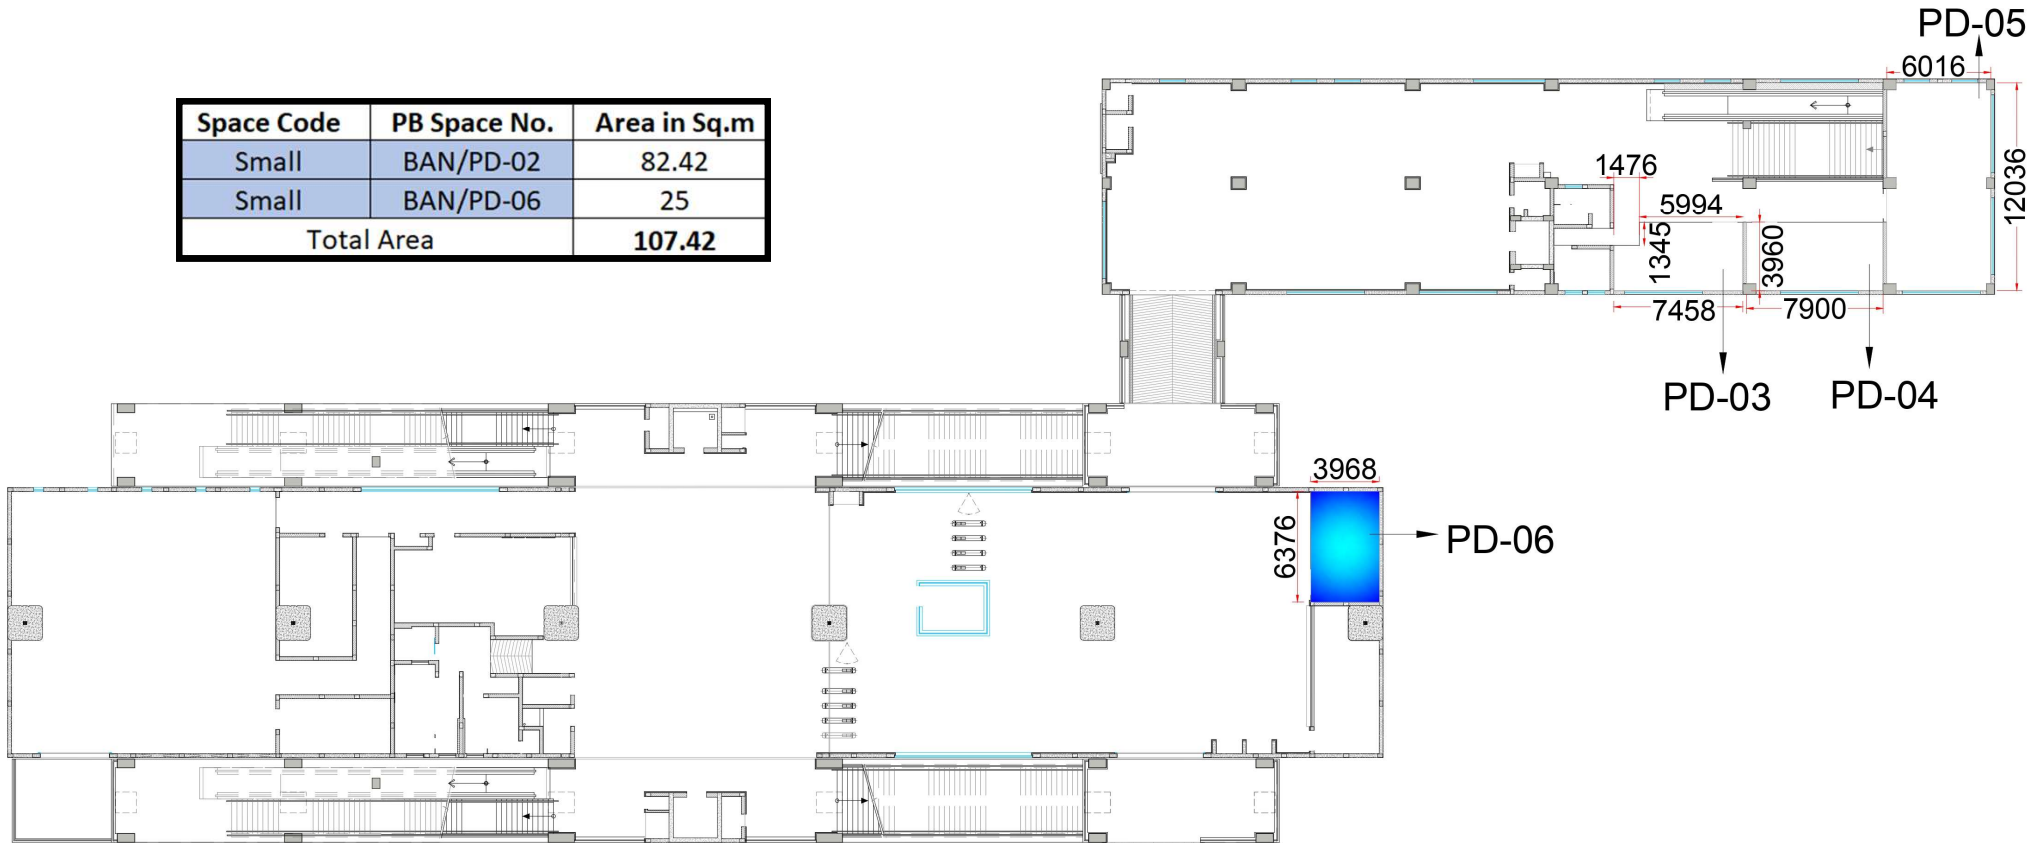 PD-05
6016
Space Code PB Space No. Area in Sq.m
Small BAN/PD-02 82.42
Small BAN/PD-06 25
Total Area 107.42
1476
5994
12036
1345
3960
7458
7900
PD-03
PD-04
3968
6376
PD-06